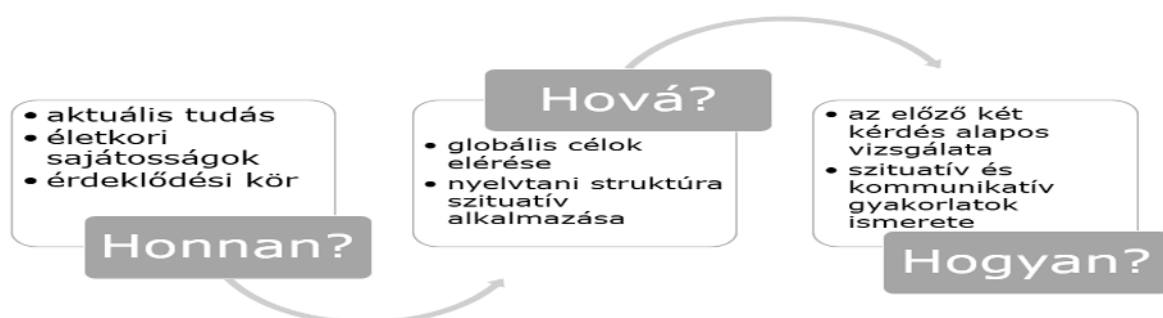 • aktuális tudás
• életkori
sajátosságok
• érdeklődési kör
Honnan?
Hová?
• globális célok
elérése
• nyelvtani struktúra
szituatív
alkalmazása
• az előző két
kérdés alapos
vizsgálata
• szituatív és
kommunikatív
gyakorlatok
ismerete
Hogyan?